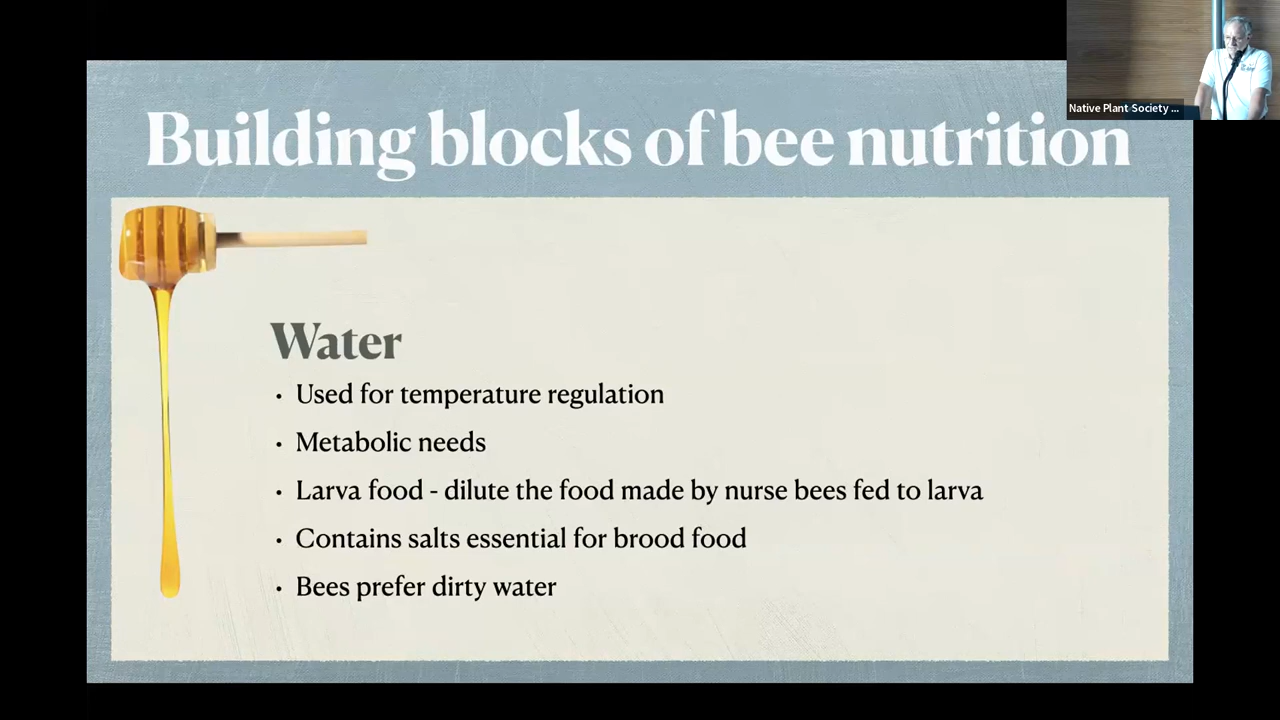 Building blocks of bee nutrition
Native Plant Society ...
Water
• Used for temperature regulation
• Metabolic needs
• Larva food - dilute the food made by nurse bees fed to larva
• Contains salts essential for brood food
• Bees prefer dirty water